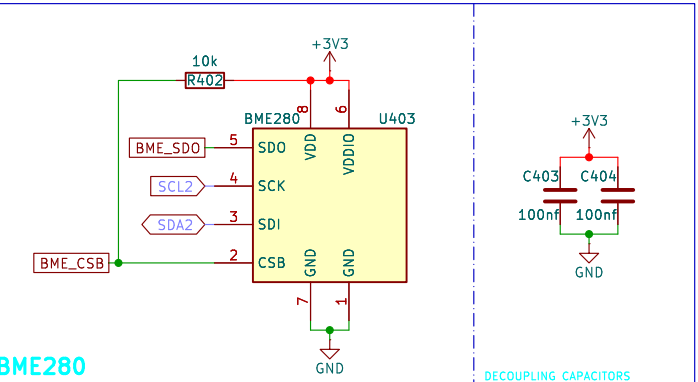 +3V3
10k
R402
BME280
U403
8
6
VDD
VDDIO
BME_SDO
5
SDO
SCL2
4
SCK
SDA2
3
SDI
BME_CSB
2
CSB
GND
GND
7
1
GND
BME280
+3V3
C403
C404
100nf
100nf
GND
DECOUPLING CAPACITORS